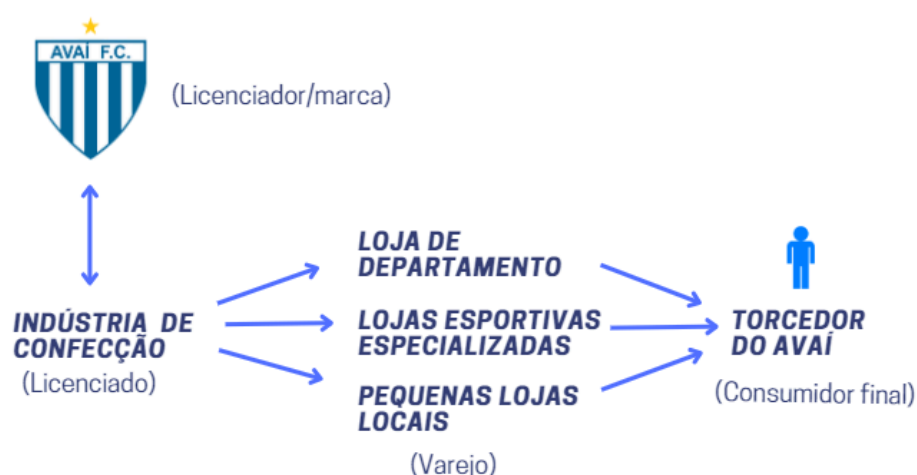 AVAÍ F.C.
(Licenciador/marca)
LOJA DE
DEPARTAMENTO
INDÚSTRIA DE
CONFECÇÃO
(Licenciado)
LOJAS ESPORTIVAS
ESPECIALIZADAS
PEQUENAS LOJAS
LOCAIS
(Varejo)
TORCEDOR
DO AVAÍ
(Consumidor final)